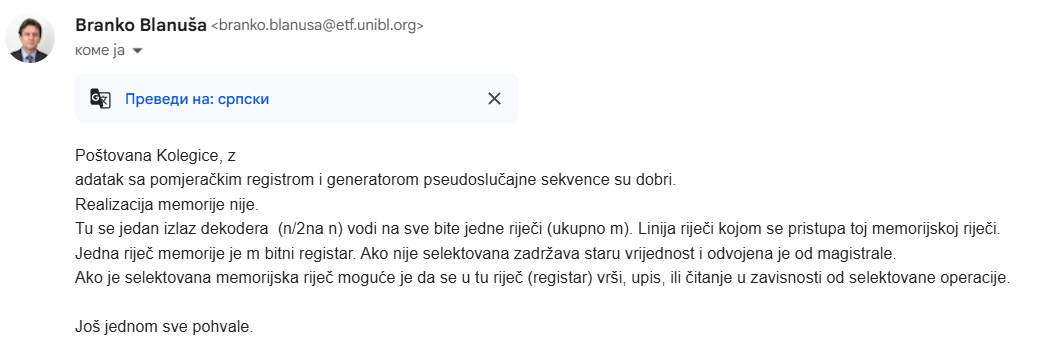 Branko Blanuša <branko.blanusa@etf.unibl.org>
коме ја
Преведи на: српски
Poštovana Kolegice, z
adatak sa pomjeračkim registrom i generatorom pseudoslučajne sekvence su dobri.
Realizacija memorije nije.
Tu se jedan izlaz dekodera  (n/2na n) vodi na sve bite jedne riječi (ukupno m). Linija riječi kojom se pristupa toj memorijskoj riječi.
Jedna riječ memorije je m bitni registar. Ako nije selektovana zadržava staru vrijednost i odvojena je od magistrale.
Ako je selektovana memorijska riječ moguće je da se u tu riječ (registar) vrši, upis, ili čitanje u zavisnosti od selektovane operacije.
Još jednom sve pohvale.